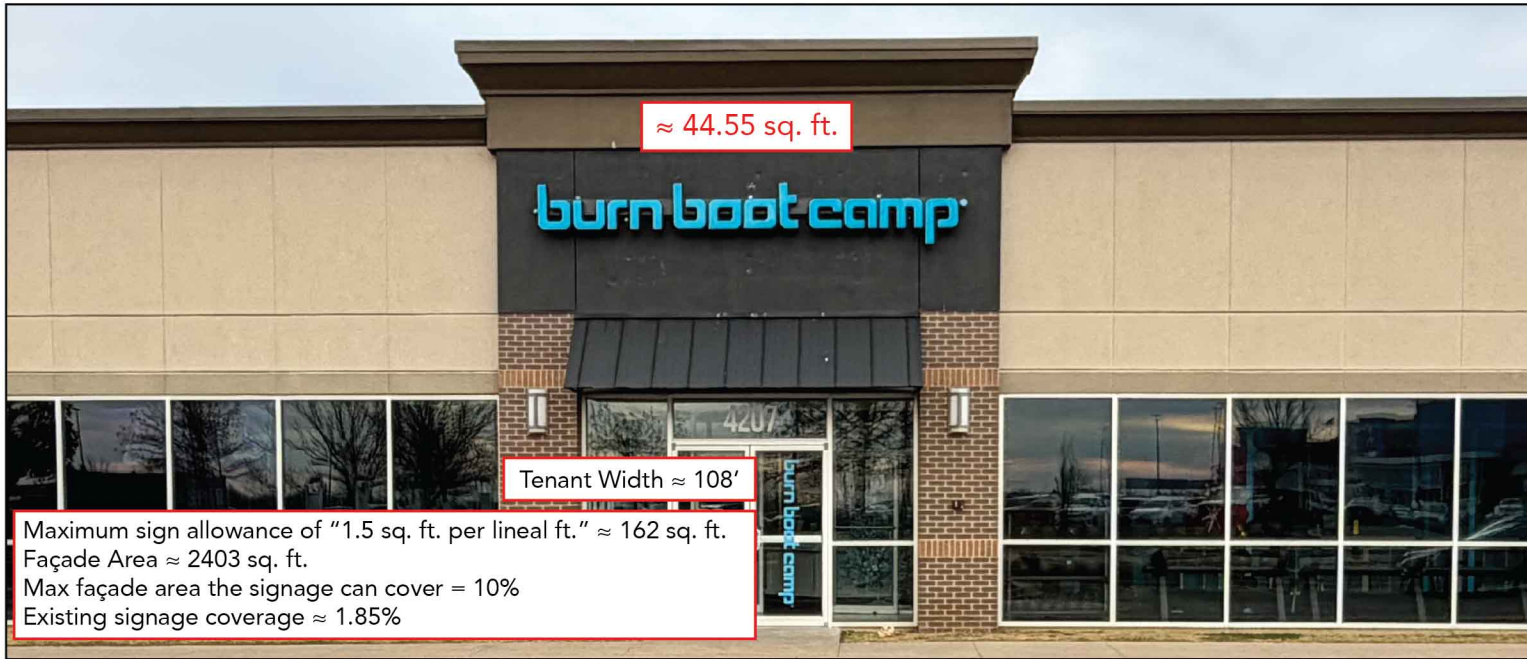 ≈ 44.55 sq. ft.
burn boot camp
4207
Tenant Width ≈ 108’
burn boot camp
Maximum sign allowance of “1.5 sq. ft. per lineal ft.” ≈ 162 sq. ft.
Façade Area ≈ 2403 sq. ft.
Max façade area the signage can cover = 10%
Existing signage coverage ≈ 1.85%